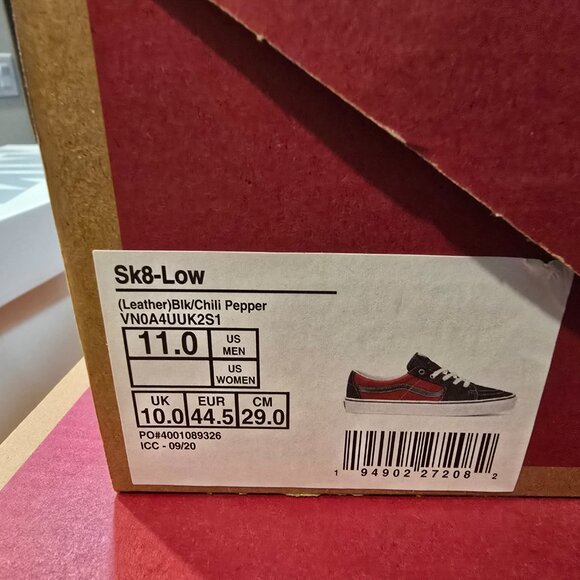 Sk8-Low
(Leather)Blk/Chili Pepper
VN0A4UUK2S1
11.0 US MEN
US WOMEN
UK EUR CM
10.0 44.5 29.0
PO#4001089326
ICC - 09/20
1 94902 27208 2